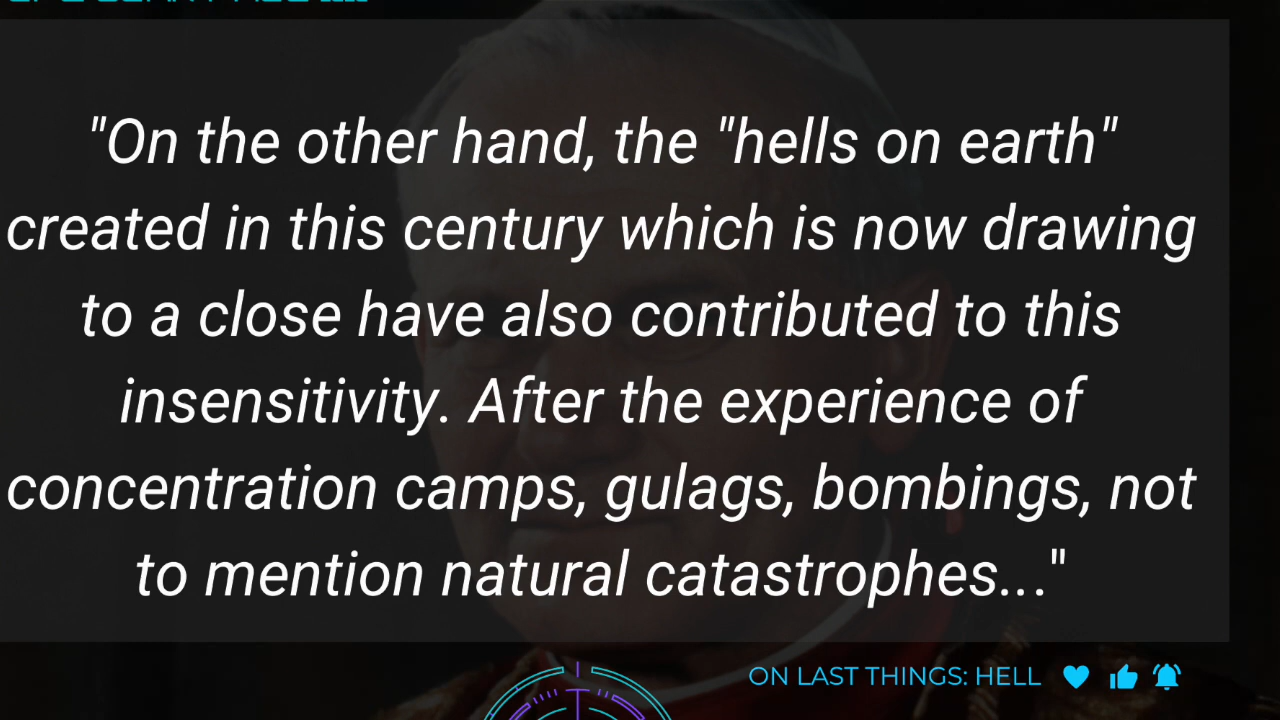 "On the other hand, the "hells on earth"
created in this century which is now drawing
to a close have also contributed to this
insensitivity. After the experience of
concentration camps, gulags, bombings, not
to mention natural catastrophes..."
ON LAST THINGS: HELL